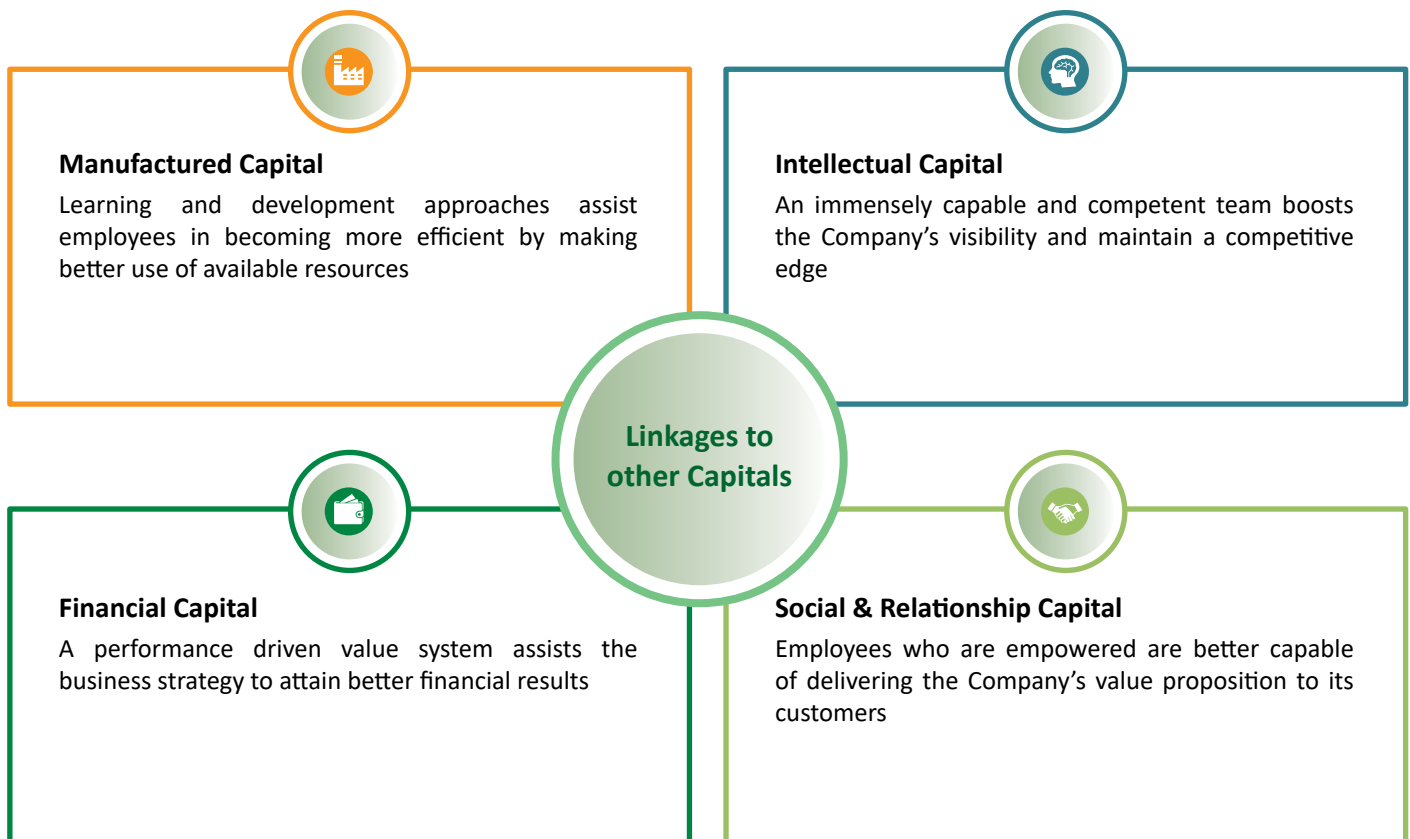 Manufactured Capital
Learning and development approaches assist
employees in becoming more efficient by making
better use of available resources
Intellectual Capital
An immensely capable and competent team boosts
the Company’s visibility and maintain a competitive
edge
Linkages to
other Capitals
Financial Capital
A performance driven value system assists the
business strategy to attain better financial results
Social & Relationship Capital
Employees who are empowered are better capable
of delivering the Company’s value proposition to its
customers